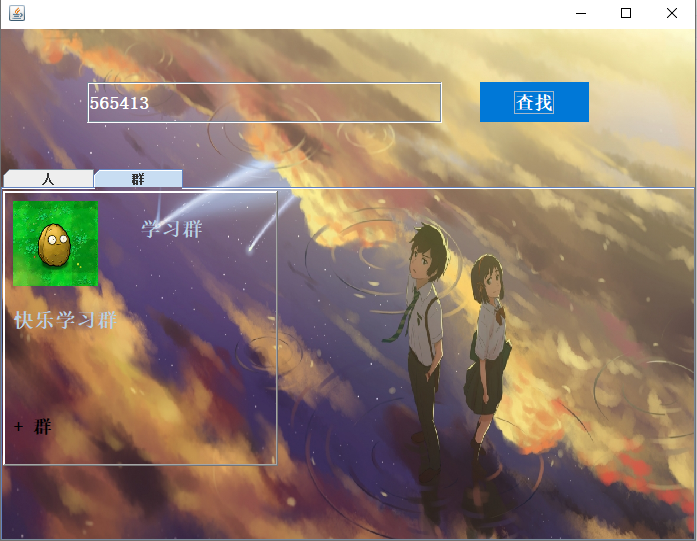 565413
查找
人
群
学习群
快乐学习群
+ 群